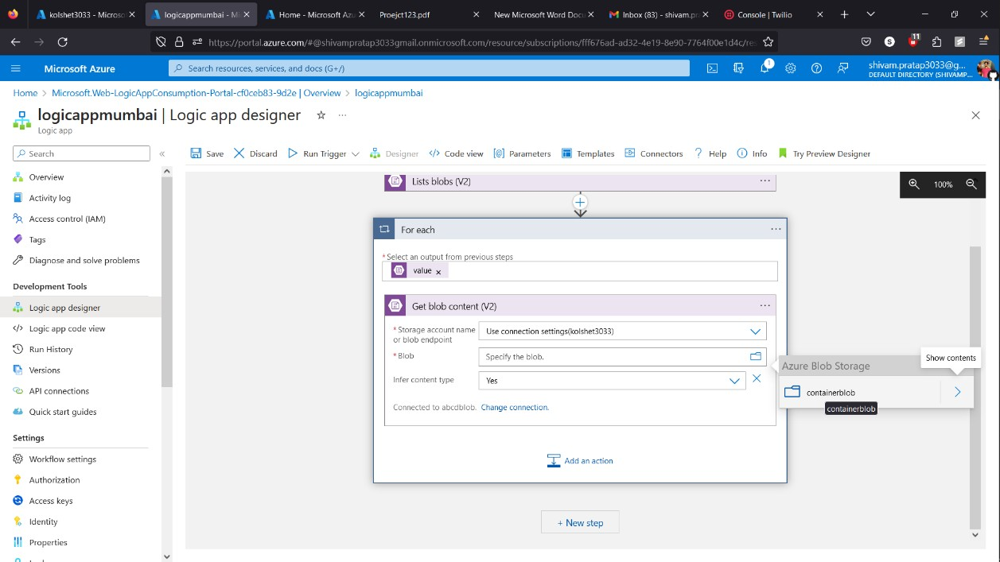 kolshet3033 - Microso
logicappmumbai - Mi
Home - Microsoft Azu
Proejct123.pdf
New Microsoft Word Docu
Inbox (83) - shivam.pr
Console | Twilio
https://portal.azure.com/#@shivampratap3033gmail.onmicrosoft.com/resource/subscriptions/fff676ad-ad32-4e19-8e90-7764f00e1d4c/res
11
Microsoft Azure
Search resources, services, and docs (G+/)
1
shivam.pratap3033@g...
DEFAULT DIRECTORY (SHIVAMP...
Home > Microsoft.Web-LogicAppConsumption-Portal-cf0ceb83-9d2e | Overview > logicappmumbai
logicappmumbai | Logic app designer
Logic app
Search
Save Discard Run Trigger Designer Code view Parameters Templates Connectors Help Info Try Preview Designer
Overview
Activity log
Access control (IAM)
Tags
Diagnose and solve problems
Development Tools
Logic app designer
Logic app code view
Run History
Versions
API connections
Quick start guides
Settings
Workflow settings
Authorization
Access keys
Identity
Properties
Lists blobs (V2)
100%
For each
* Select an output from previous steps
value
Get blob content (V2)
* Storage account name
or blob endpoint
Use connection settings(kolshet3033)
* Blob
Specify the blob.
Infer content type
Yes
Connected to abcdblob. Change connection.
Add an action
+ New step
Azure Blob Storage
Show contents
containerblob
containerblob